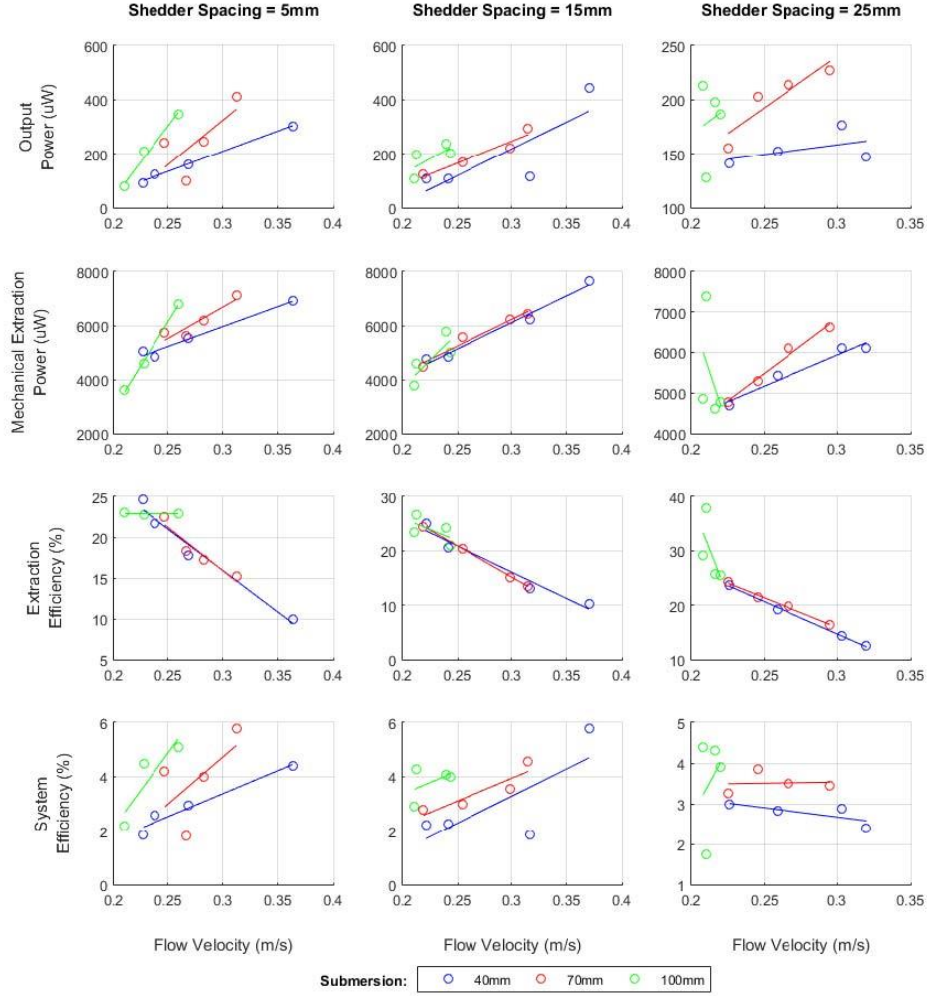 Shedder Spacing = 5mm Shedder Spacing = 15mm Shedder Spacing = 25mm
Output
Power (uW)
600
400
200
0
0.2 0.25 0.3 0.35 0.4
600
400
200
0
0.2 0.25 0.3 0.35 0.4
250
200
150
100
0.2 0.25 0.3 0.35
Mechanical Extraction
Power (uW)
8000
6000
4000
2000
0.2 0.25 0.3 0.35 0.4
8000
6000
4000
2000
0.2 0.25 0.3 0.35 0.4
8000
7000
6000
5000
4000
0.2 0.25 0.3 0.35
Extraction
Efficiency (%)
25
20
15
10
5
0.2 0.25 0.3 0.35 0.4
30
20
10
0
0.2 0.25 0.3 0.35 0.4
40
30
20
10
0.2 0.25 0.3 0.35
System
Efficiency (%)
6
4
2
0
0.2 0.25 0.3 0.35 0.4
6
4
2
0
0.2 0.25 0.3 0.35 0.4
5
4
3
2
1
0.2 0.25 0.3 0.35
Flow Velocity (m/s) Flow Velocity (m/s) Flow Velocity (m/s)
Submersion: 40mm 70mm 100mm